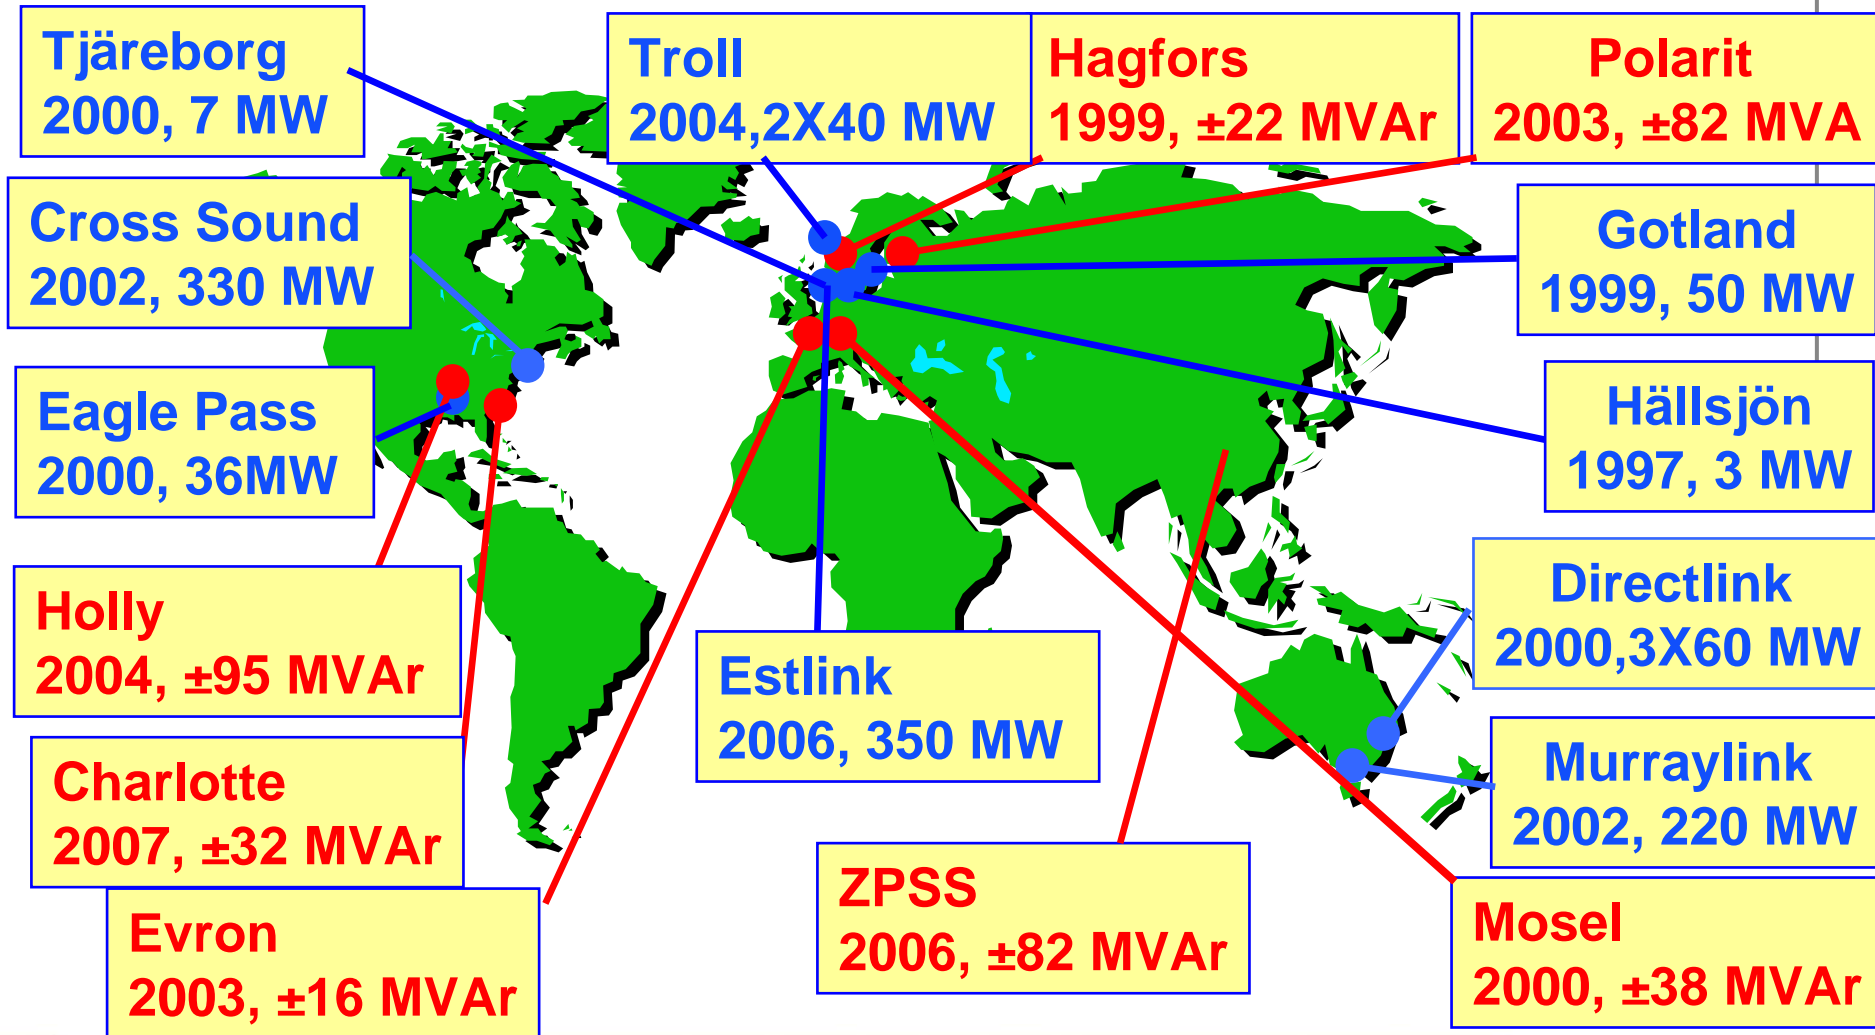 Tjäreborg
2000, 7 MW
Troll
2004,2X40 MW
Hagfors
1999, ±22 MVAr
Polarit
2003, ±82 MVA
Cross Sound
2002, 330 MW
Gotland
1999, 50 MW
Eagle Pass
2000, 36MW
Hällsjön
1997, 3 MW
Holly
2004, ±95 MVAr
Estlink
2006, 350 MW
Directlink
2000,3X60 MW
Charlotte
2007, ±32 MVAr
Murraylink
2002, 220 MW
Evron
2003, ±16 MVAr
ZPSS
2006, ±82 MVAr
Mosel
2000, ±38 MVAr